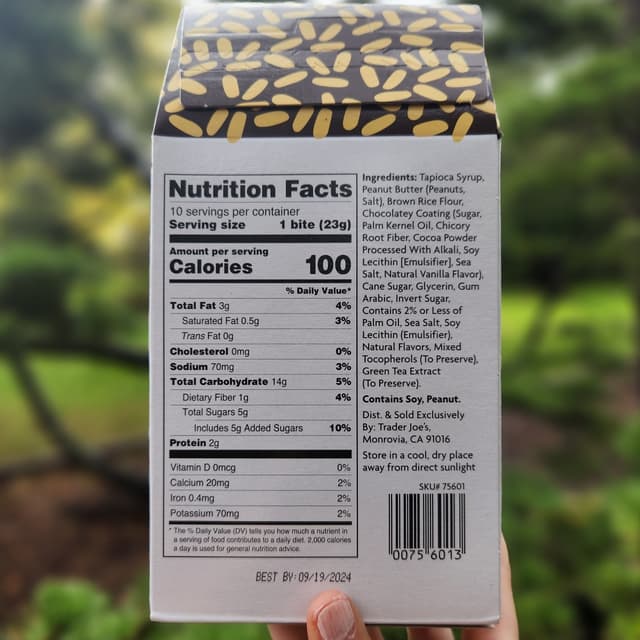 Nutrition Facts
10 servings per container
Serving size 1 bite (23g)
Amount per serving
Calories 100
% Daily Value*
Total Fat 3g 4%
Saturated Fat 0.5g 3%
Trans Fat 0g
Cholesterol 0mg 0%
Sodium 70mg 3%
Total Carbohydrate 14g 5%
Dietary Fiber 1g 4%
Total Sugars 5g
Includes 5g Added Sugars 10%
Protein 2g
Vitamin D 0mcg 0%
Calcium 20mg 2%
Iron 0.4mg 2%
Potassium 70mg 2%
* The % Daily Value (DV) tells you how much a nutrient in
a serving of food contributes to a daily diet. 2,000 calories
a day is used for general nutrition advice.
Ingredients: Tapioca Syrup,
Peanut Butter (Peanuts,
Salt), Brown Rice Flour,
Chocolatey Coating (Sugar,
Palm Kernel Oil, Chicory
Root Fiber, Cocoa Powder
Processed With Alkali, Soy
Lecithin [Emulsifier], Sea
Salt, Natural Vanilla Flavor),
Cane Sugar, Glycerin, Gum
Arabic, Invert Sugar,
Contains 2% or Less of
Palm Oil, Sea Salt, Soy
Lecithin (Emulsifier),
Natural Flavors, Mixed
Tocopherols (To Preserve),
Green Tea Extract
(To Preserve).
Contains Soy, Peanut.
Dist. & Sold Exclusively
By: Trader Joe's,
Monrovia, CA 91016
Store in a cool, dry place
away from direct sunlight
SKU# 75601
0075 6013
BEST BY:09/19/2024